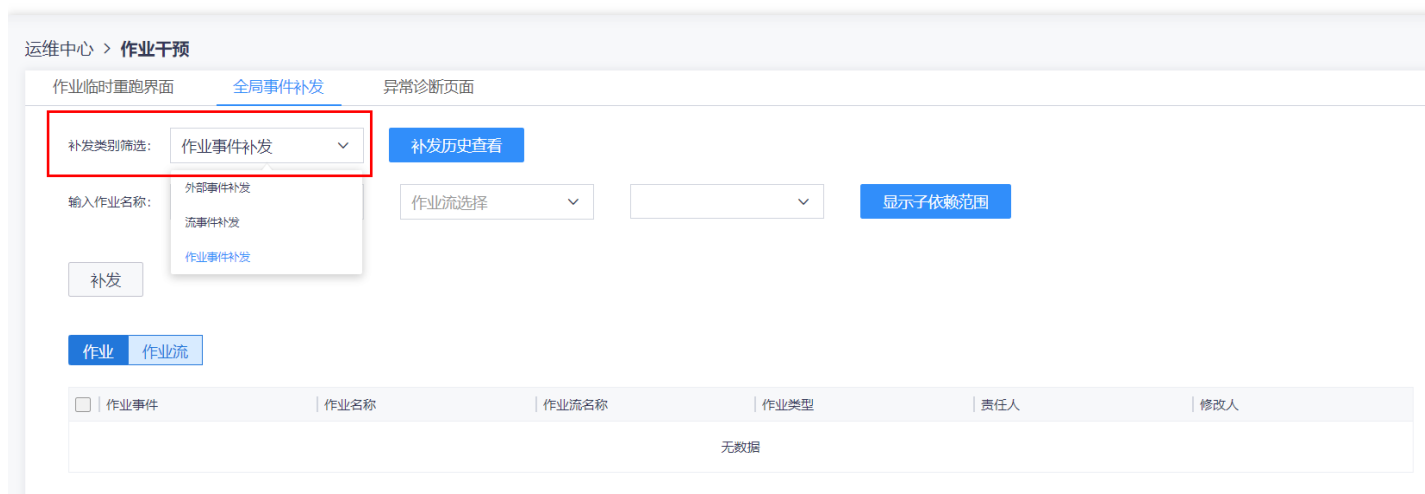 运维中心 > 作业干预
作业临时重跑界面 全局事件补发 异常诊断页面
补发类别筛选： 作业事件补发 补发历史查看
外部事件补发
输入作业名称： 作业流选择 显示子依赖范围
流事件补发
作业事件补发
补发
作业 作业流
作业事件 作业名称 作业流名称 作业类型 责任人 修改人
无数据